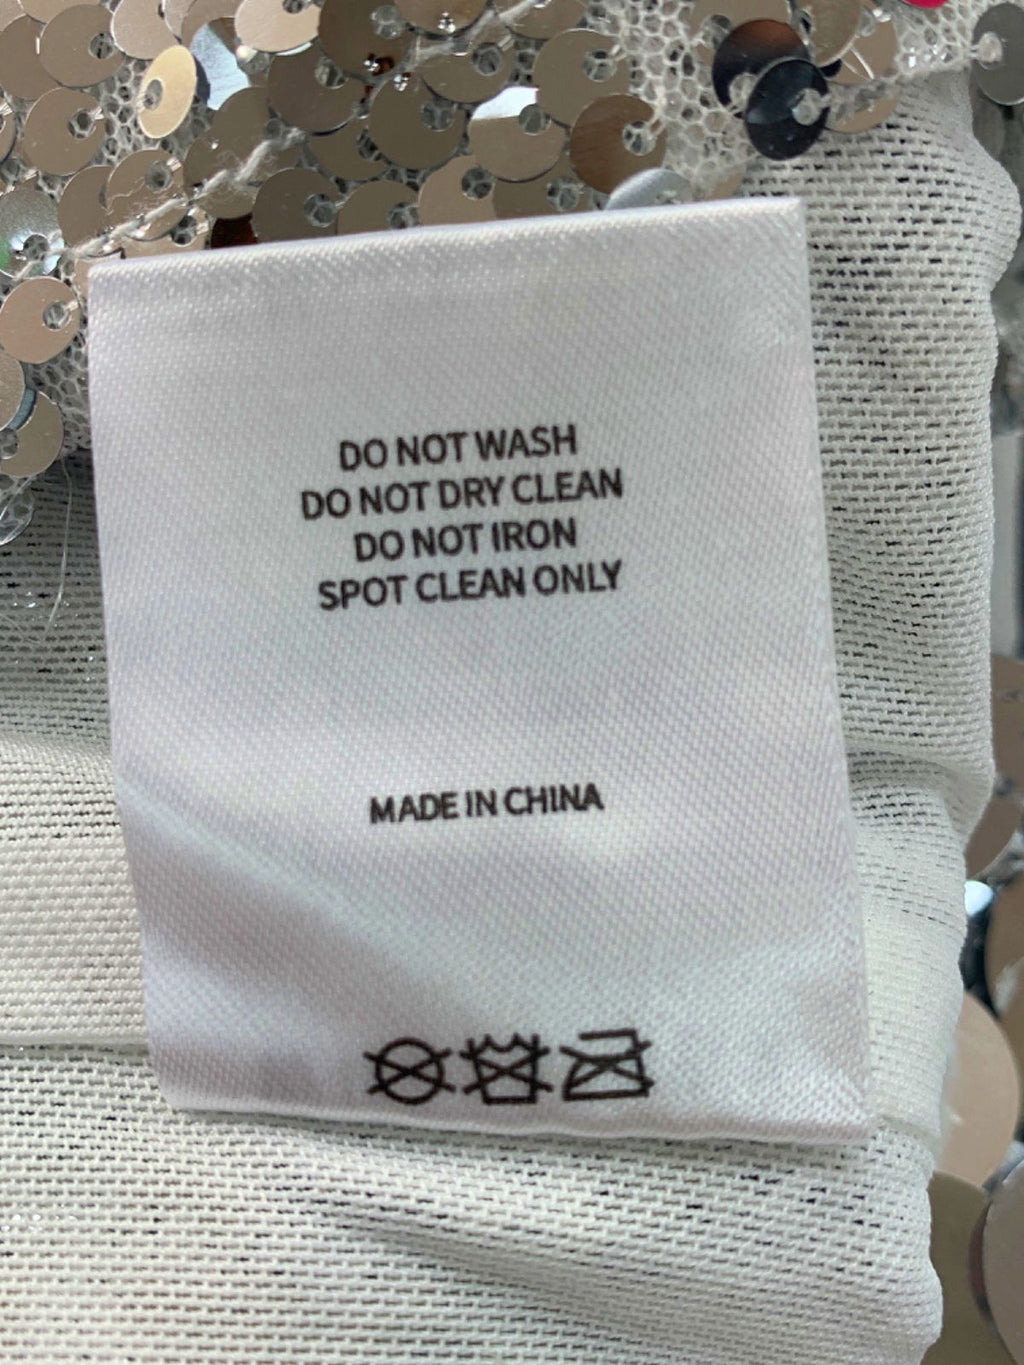 DO NOT WASH
DO NOT DRY CLEAN
DO NOT IRON
SPOT CLEAN ONLY
MADE IN CHINA